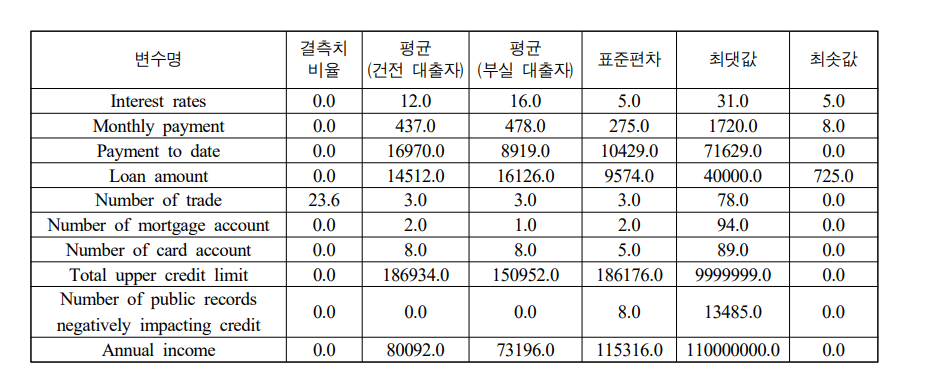 변수명 결측치 비율 평균 (건전 대출자) 평균 (부실 대출자) 표준편차 최댓값 최솟값
Interest rates 0.0 12.0 16.0 5.0 31.0 5.0
Monthly payment 0.0 437.0 478.0 275.0 1720.0 8.0
Payment to date 0.0 16970.0 8919.0 10429.0 71629.0 0.0
Loan amount 0.0 14512.0 16126.0 9574.0 40000.0 725.0
Number of trade 23.6 3.0 3.0 3.0 78.0 0.0
Number of mortgage account 0.0 2.0 1.0 2.0 94.0 0.0
Number of card account 0.0 8.0 8.0 5.0 89.0 0.0
Total upper credit limit 0.0 186934.0 150952.0 186176.0 9999999.0 0.0
Number of public records negatively impacting credit 0.0 0.0 0.0 8.0 13485.0 0.0
Annual income 0.0 80092.0 73196.0 115316.0 110000000.0 0.0